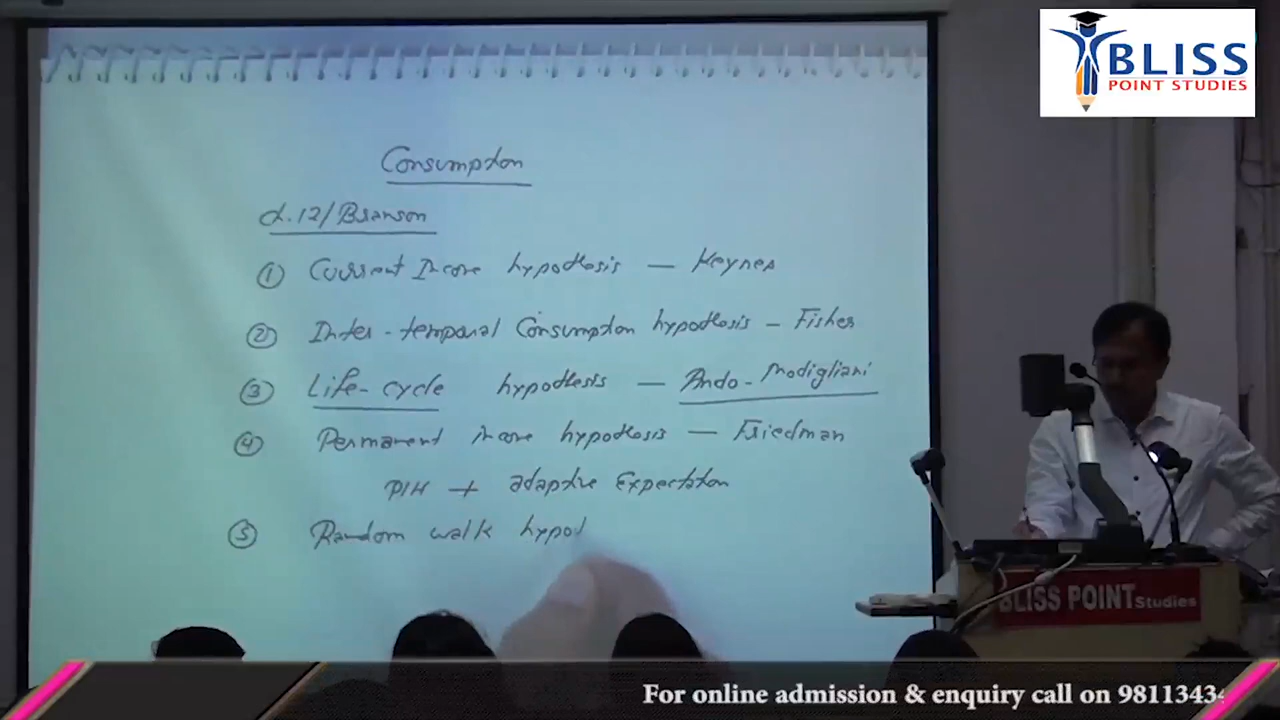 BLISS
POINT STUDIES
Consumption
d.12/Branson
① Current Income hypothesis — Keynes
② Inter-temporal Consumption hypothesis - Fisher
③ Life-cycle hypothesis — Ando-Modigliani
④ Permanent income hypothesis — Friedman
PIH + adaptive Expectation
⑤ Random walk hypot
BLISS POINT Studies
For online admission & enquiry call on 98113434